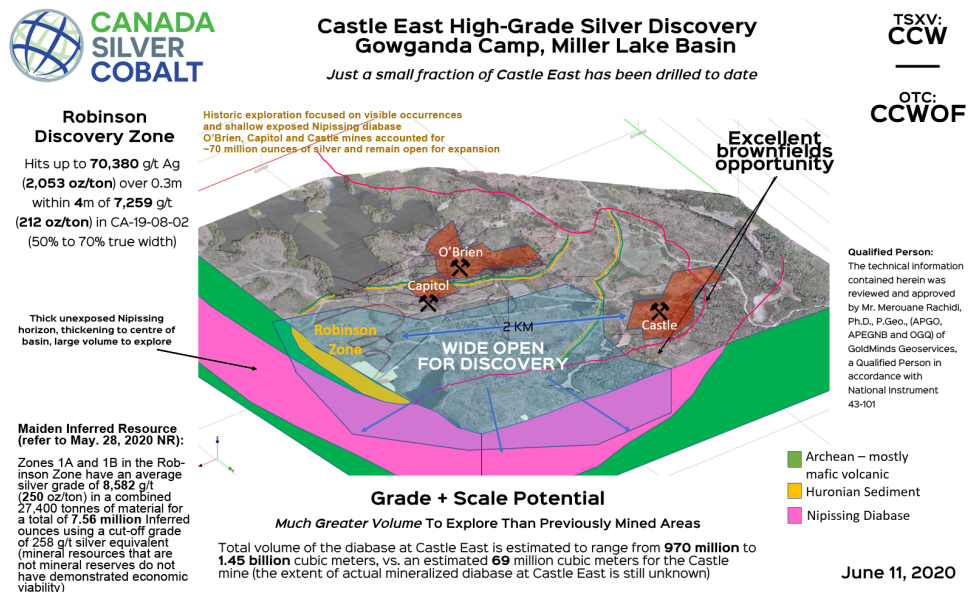 CANADA
SILVER
COBALT
Castle East High-Grade Silver Discovery
Gowganda Camp, Miller Lake Basin
Just a small fraction of Castle East has been drilled to date
TSXV:
CCW
OTC:
CCWOF
Robinson
Discovery Zone
Hits up to 70,380 g/t Ag
(2,053 oz/ton) over 0.3m
within 4m of 7,259 g/t
(212 oz/ton) in CA-19-08-02
(50% to 70% true width)
Historic exploration focused on visible occurrences
and shallow exposed Nipissing diabase
O'Brien, Capitol and Castle mines accounted for
~70 million ounces of silver and remain open for expansion
Excellent
brownfields
opportunity
O'Brien
Capitol
Castle
Robinson
Zone
2 KM
WIDE OPEN
FOR DISCOVERY
Thick unexposed Nipissing
horizon, thickening to centre of
basin, large volume to explore
Qualified Person:
The technical information
contained herein was
reviewed and approved
by Mr. Merouane Rachidi,
Ph.D., P.Geo., (APGO,
APEGNB and OGQ) of
GoldMinds Geoservices,
a Qualified Person in
accordance with
National Instrument
43-101
Maiden Inferred Resource
(refer to May. 28, 2020 NR):
Zones 1A and 1B in the Rob-
inson Zone have an average
silver grade of 8,582 g/t
(250 oz/ton) in a combined
27,400 tonnes of material for
a total of 7.56 million Inferred
ounces using a cut-off grade
of 258 g/t silver equivalent
(mineral resources that are
not mineral reserves do not
have demonstrated economic
viability)
Archean – mostly
mafic volcanic
Huronian Sediment
Nipissing Diabase
Grade + Scale Potential
Much Greater Volume To Explore Than Previously Mined Areas
Total volume of the diabase at Castle East is estimated to range from 970 million to
1.45 billion cubic meters, vs. an estimated 69 million cubic meters for the Castle
mine (the extent of actual mineralized diabase at Castle East is still unknown)
June 11, 2020